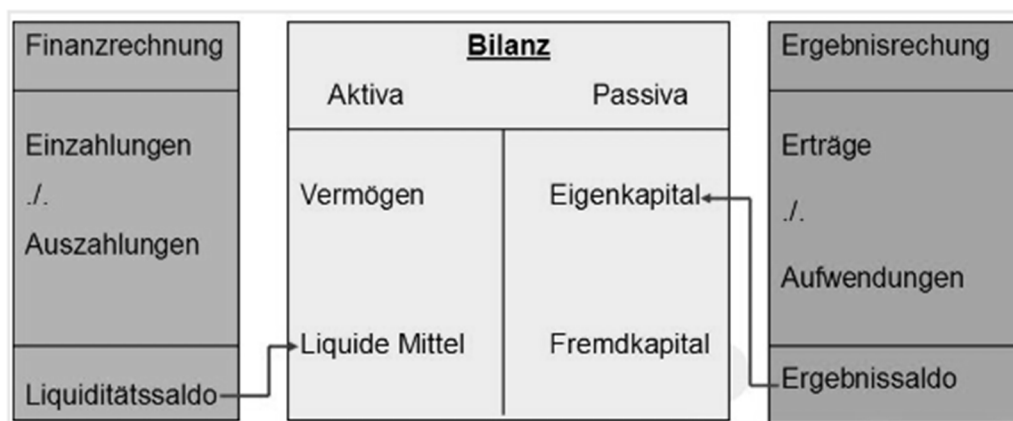 Finanzrechnung
Einzahlungen
./.
Auszahlungen
Liquiditätssaldo
Bilanz
Aktiva Passiva
Vermögen Eigenkapital
Liquide Mittel Fremdkapital
Ergebnisrechung
Erträge
./.
Aufwendungen
Ergebnissaldo